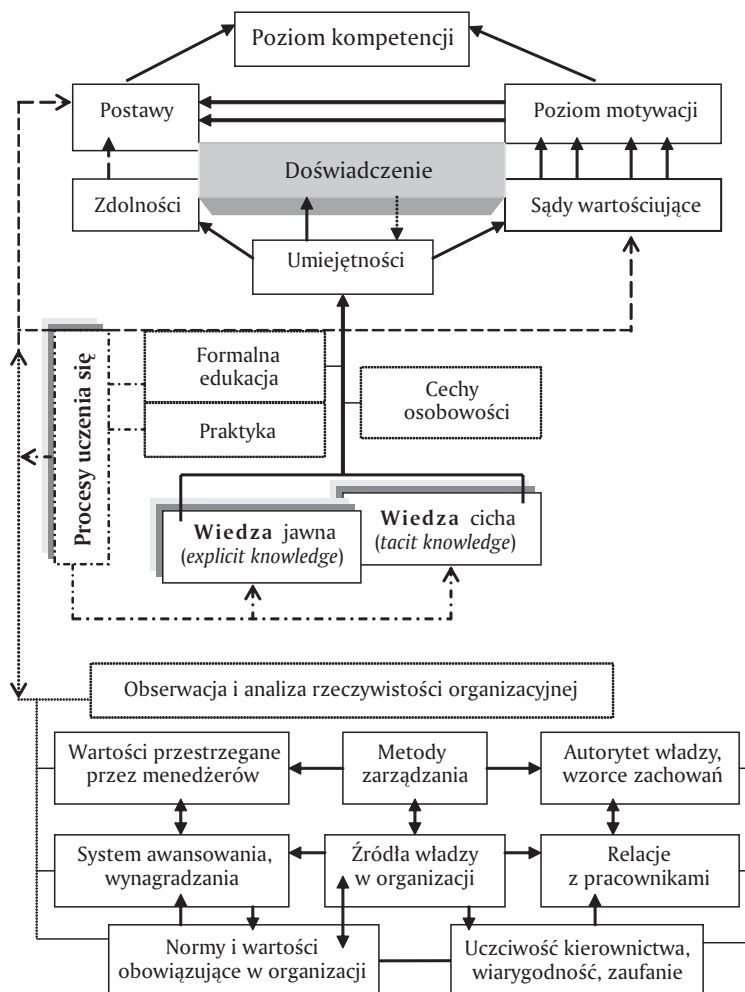 Poziom kompetencji
Postawy
Poziom motywacji
Doświadczenie
Zdolności
Sądy wartościujące
Umiejętności
Procesy uczenia się
Formalna
edukacja
Cechy
osobowości
Praktyka
Wiedza jawna
(explicit knowledge)
Wiedza cicha
(tacit knowledge)
Obserwacja i analiza rzeczywistości organizacyjnej
Wartości przestrzegane
przez menedżerów
Metody
zarządzania
Autorytet władzy,
wzorce zachowań
System awansowania,
wynagradzania
Źródła władzy
w organizacji
Relacje
z pracownikami
Normy i wartości
obowiązujące w organizacji
Uczciwość kierownictwa,
wiarygodność, zaufanie